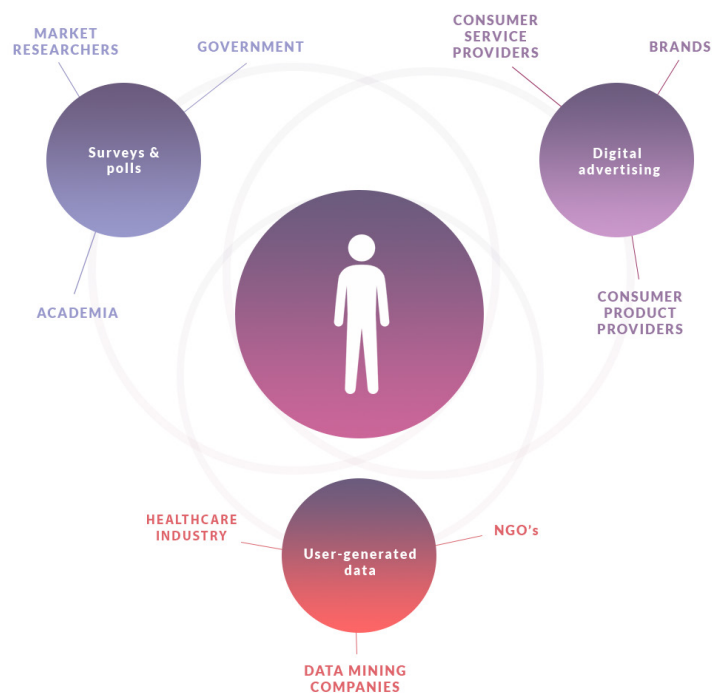 MARKET
RESEARCHERS
GOVERNMENT
Surveys &
polls
ACADEMIA
CONSUMER
SERVICE
PROVIDERS
BRANDS
Digital
advertising
CONSUMER
PRODUCT
PROVIDERS
HEALTHCARE
INDUSTRY
NGO's
User-generated
data
DATA MINING
COMPANIES